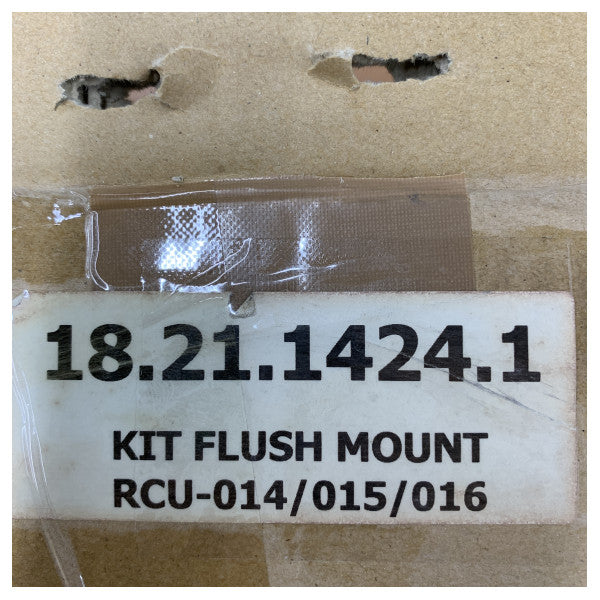 18.21.1424.1
KIT FLUSH MOUNT
RCU-014/015/016